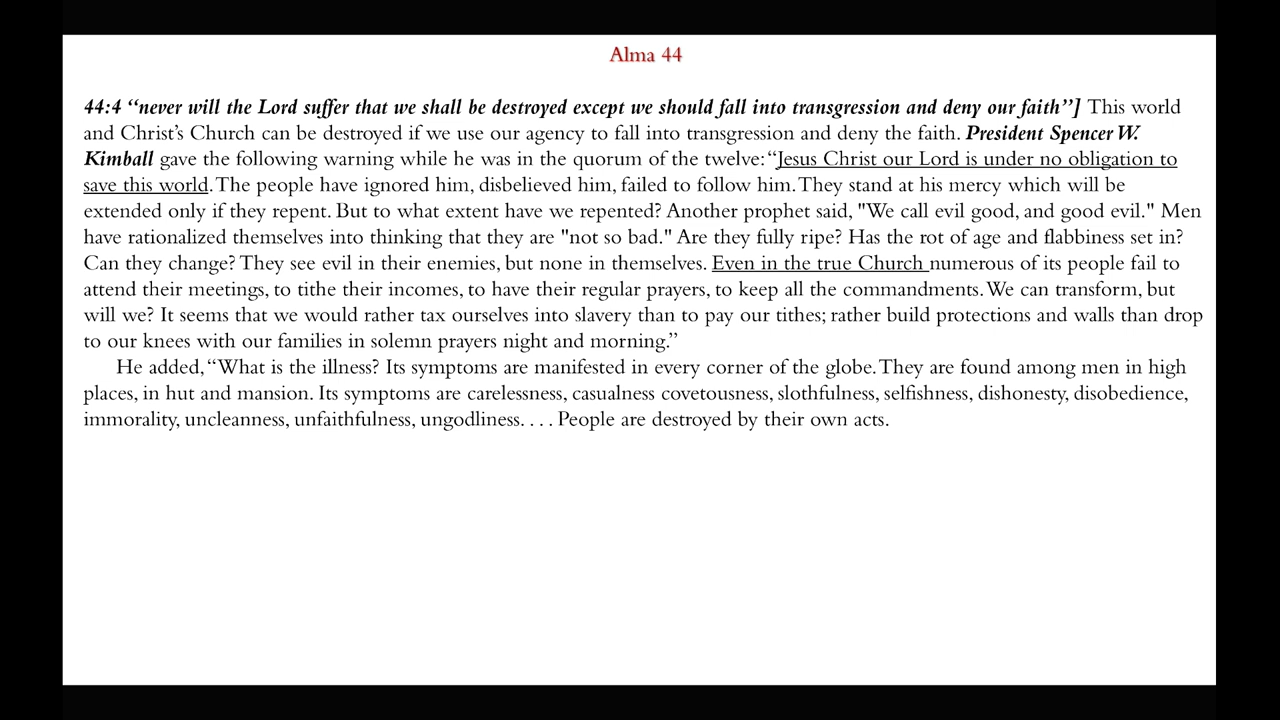 Alma 44
44:4 “never will the Lord suffer that we shall be destroyed except we should fall into transgression and deny our faith”] This world
and Christ’s Church can be destroyed if we use our agency to fall into transgression and deny the faith. President Spencer W.
Kimball gave the following warning while he was in the quorum of the twelve: “Jesus Christ our Lord is under no obligation to
save this world. The people have ignored him, disbelieved him, failed to follow him. They stand at his mercy which will be
extended only if they repent. But to what extent have we repented? Another prophet said, "We call evil good, and good evil." Men
have rationalized themselves into thinking that they are "not so bad." Are they fully ripe? Has the rot of age and flabbiness set in?
Can they change? They see evil in their enemies, but none in themselves. Even in the true Church numerous of its people fail to
attend their meetings, to tithe their incomes, to have their regular prayers, to keep all the commandments. We can transform, but
will we? It seems that we would rather tax ourselves into slavery than to pay our tithes; rather build protections and walls than drop
to our knees with our families in solemn prayers night and morning.”
He added, “What is the illness? Its symptoms are manifested in every corner of the globe. They are found among men in high
places, in hut and mansion. Its symptoms are carelessness, casualness covetousness, slothfulness, selfishness, dishonesty, disobedience,
immorality, uncleanness, unfaithfulness, ungodliness. . . . People are destroyed by their own acts.